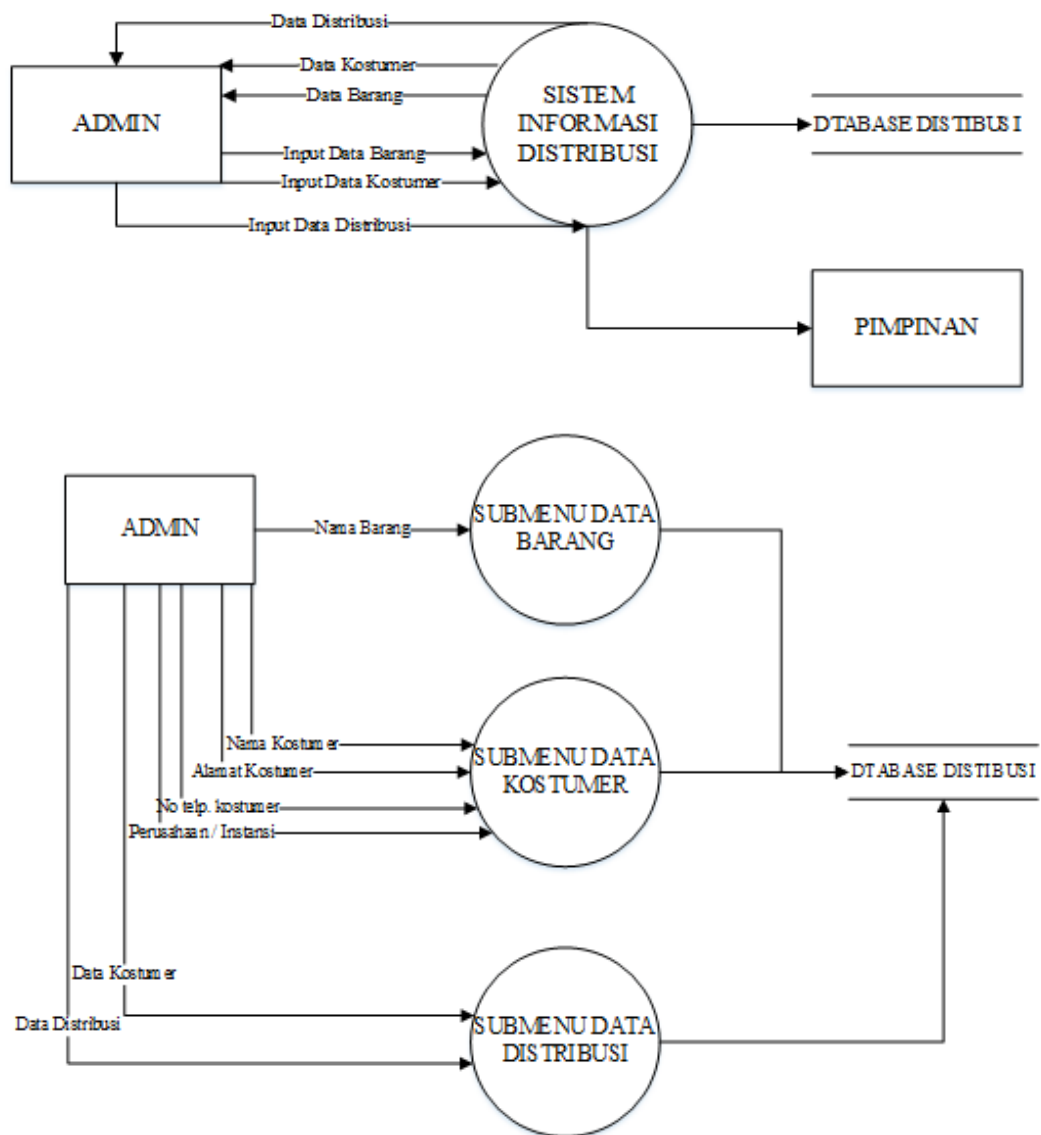 Data Distribusi
Data Kostumer
Data Barang
ADMIN
SISTEM
INFORMASI
DISTRIBUSI
DTABASE DISTIBUSI
Input Data Barang
Input Data Kostumer
Input Data Distribusi
PIMPINAN
ADMIN
Nama Barang
SUBMENU DATA
BARANG
Nama Kostumer
Alamat Kostumer
No telp. kostumer
Perusahaan / Instansi
SUBMENU DATA
KOSTUMER
DTABASE DISTIBUSI
Data Kostumer
Data Distribusi
SUBMENU DATA
DISTRIBUSI